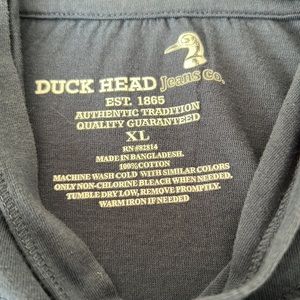 DUCK HEAD Jeans Co.
EST. 1865
AUTHENTIC TRADITION
QUALITY GUARANTEED
XL
RN #82814
MADE IN BANGLADESH.
100%COTTON
MACHINE WASH COLD WITH SIMILAR COLORS
ONLY NON-CHLORINE BLEACH WHEN NEEDED.
TUMBLE DRY LOW, REMOVE PROMPTLY.
WARM IRON IF NEEDED